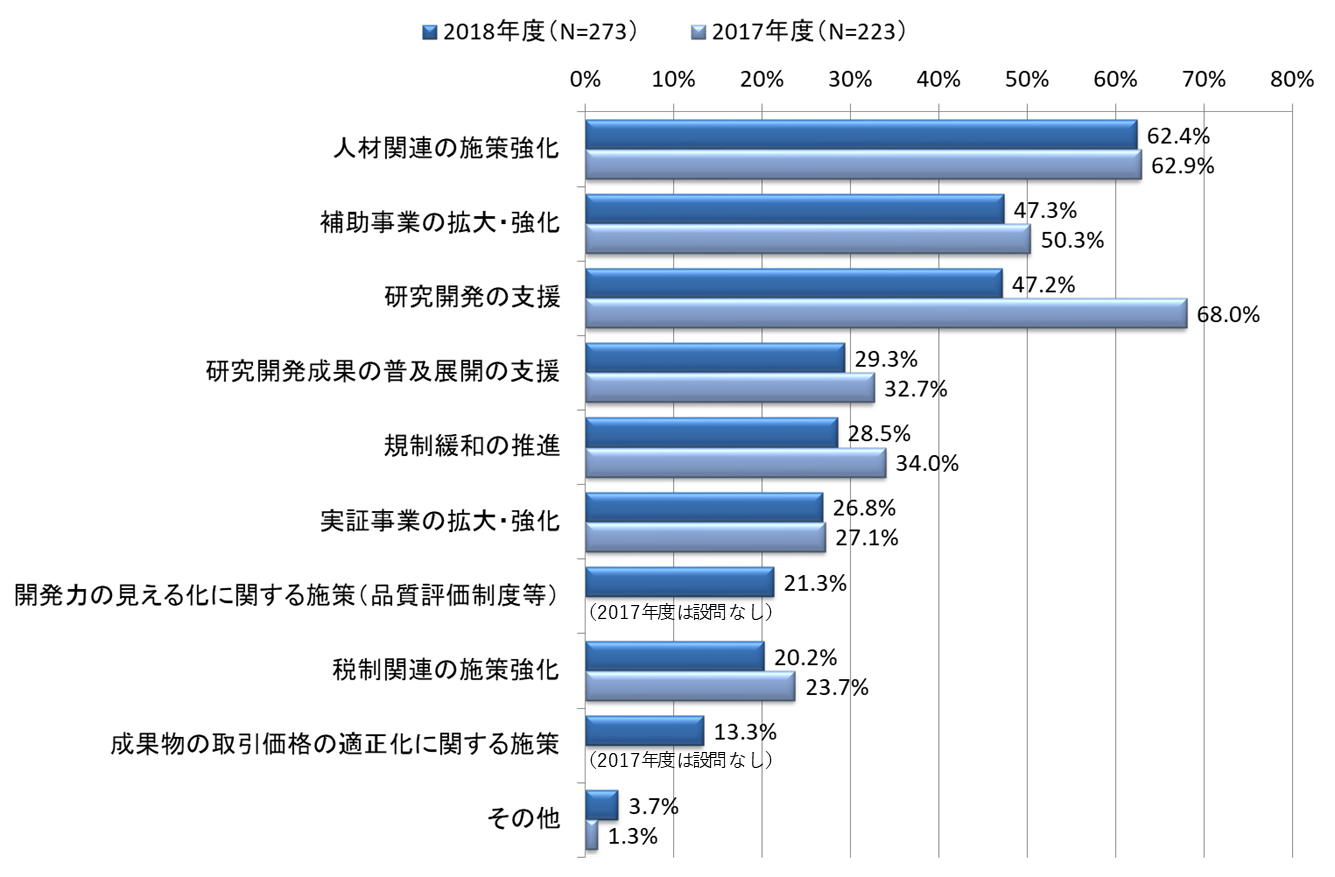 2018年度（N=273） 2017年度（N=223）
0% 10% 20% 30% 40% 50% 60% 70% 80%
人材関連の施策強化 62.4%
62.9%
補助事業の拡大・強化 47.3%
50.3%
研究開発の支援 47.2%
68.0%
研究開発成果の普及展開の支援 29.3%
32.7%
規制緩和の推進 28.5%
34.0%
実証事業の拡大・強化 26.8%
27.1%
開発力の見える化に関する施策（品質評価制度等） 21.3%
（2017年度は設問なし）
税制関連の施策強化 20.2%
23.7%
成果物の取引価格の適正化に関する施策 13.3%
（2017年度は設問なし）
その他 3.7%
1.3%